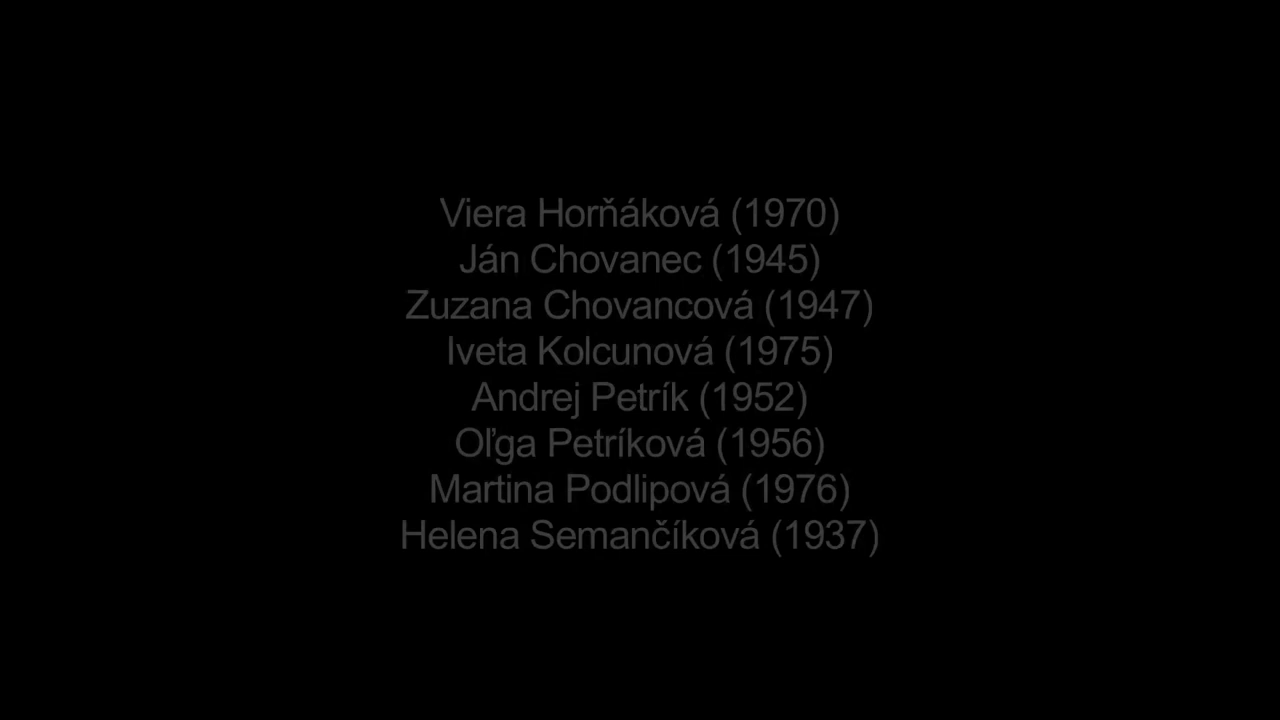 Viera Horňáková (1970)
Ján Chovanec (1945)
Zuzana Chovancová (1947)
Iveta Kolcunová (1975)
Andrej Petrík (1952)
Oľga Petríková (1956)
Martina Podlipová (1976)
Helena Semančíková (1937)